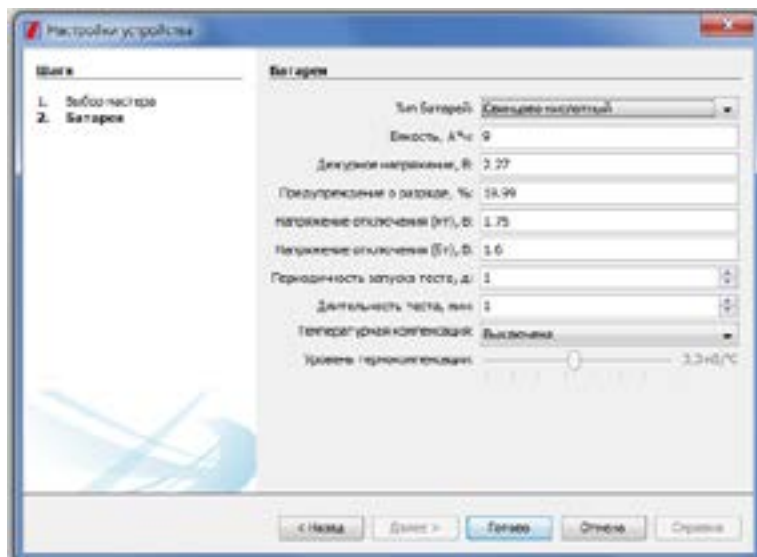 Настройки устройства
Шаги
1. Выбор мастера
2. Батарея
Батарея
Тип батарей: Свинцово-кислотный
Емкость, А*ч: 9
Дежурное напряжение, В: 2.27
Предупреждение о разряде, %: 19.99
Напряжение отключения (мт), В: 1.75
Напряжение отключения (бт), В: 1.6
Периодичность запуска теста, д: 1
Длительность теста, мин: 1
Температурная компенсация: Выключена
Уровень термокомпенсации: 3,3 мВ/°C
< Назад
Далее >
Готово
Отмена
Справка